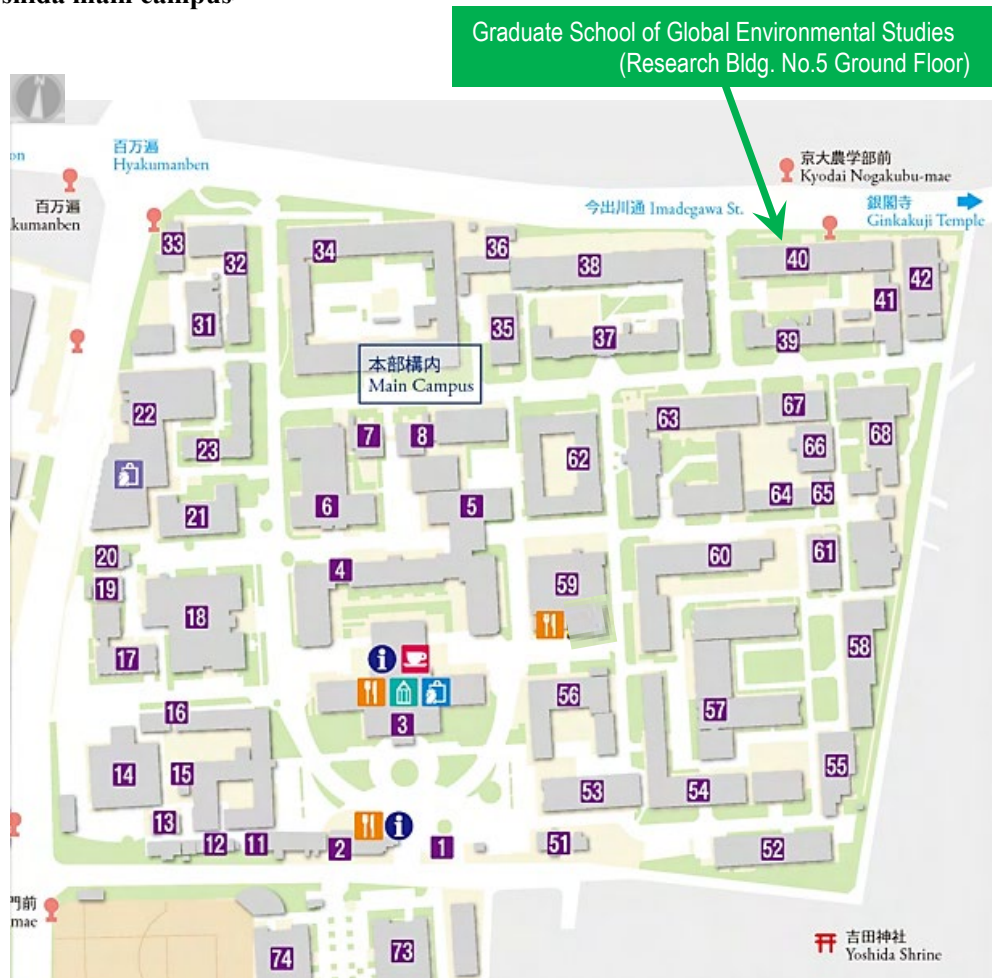 shida main campus
Graduate School of Global Environmental Studies
(Research Bldg. No.5 Ground Floor)
百万遍
Hyakumanben
on
京大農学部前
Kyodai Nogakubu-mae
百万遍
kumanben
今出川通 Imadegawa St.
銀閣寺
Ginkakuji Temple
33
32
34
36
38
40
42
41
31
35
37
39
本部構内
Main Campus
22
23
7
8
62
63
67
66
68
64
65
6
5
21
20
19
4
59
60
61
18
17
i
58
56
57
16
3
14
15
53
54
55
13
12
11
2
i
1
51
52
門前
mae
74
73
吉田神社
Yoshida Shrine